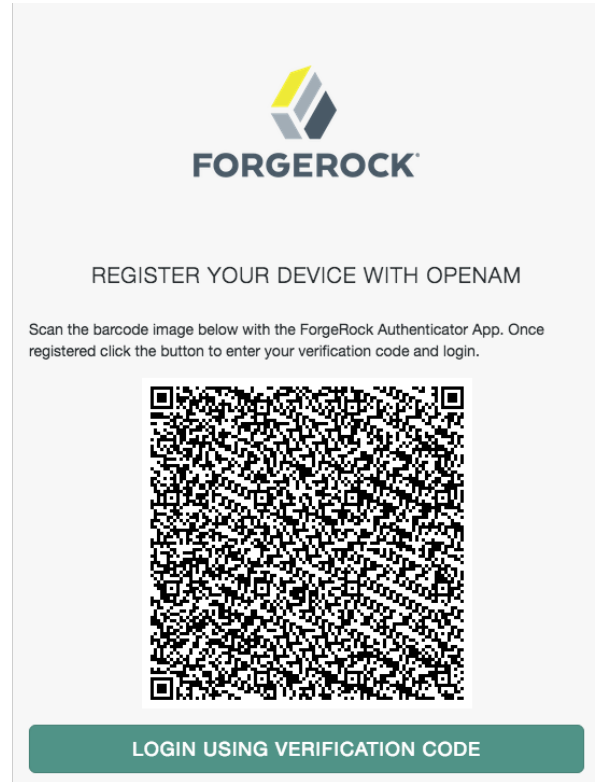 FORGEROCK
REGISTER YOUR DEVICE WITH OPENAM
Scan the barcode image below with the ForgeRock Authenticator App. Once
registered click the button to enter your verification code and login.
LOGIN USING VERIFICATION CODE